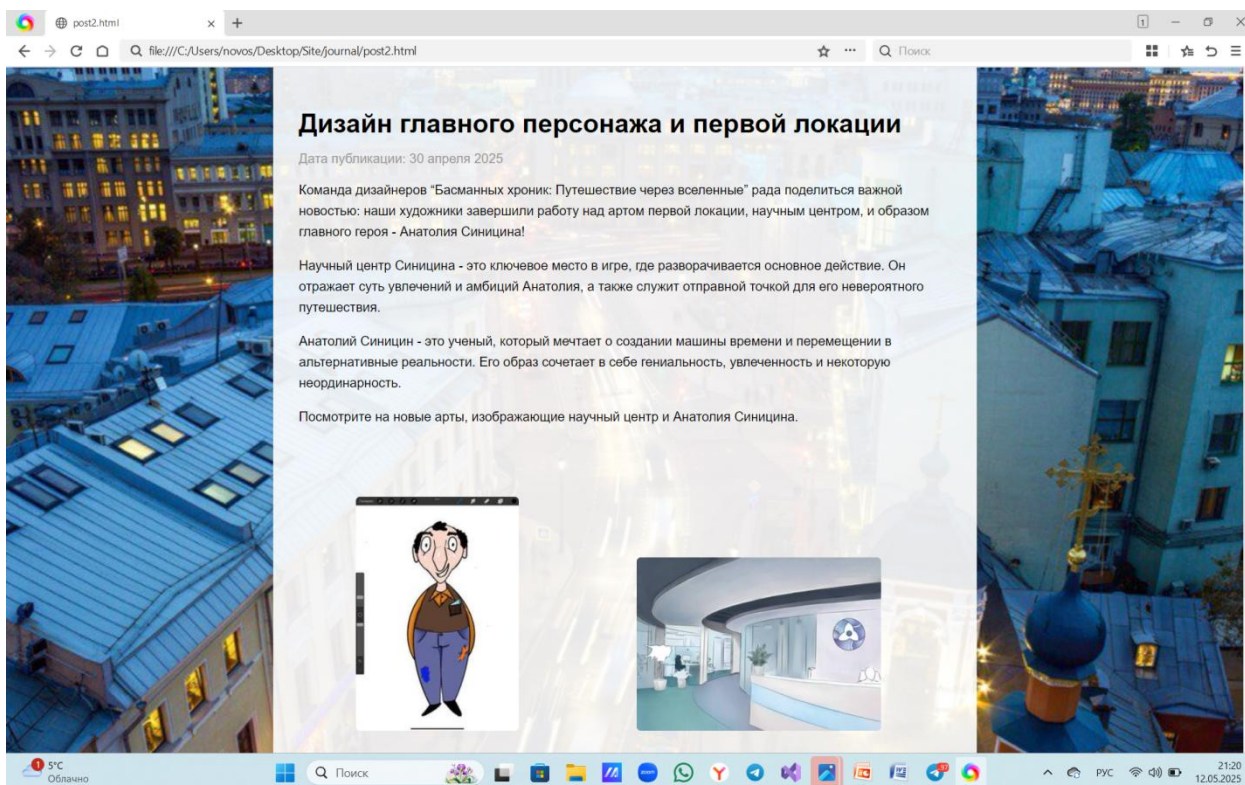 post2.html
1
file:///C:/Users/novos/Desktop/Site/journal/post2.html
Поиск
Дизайн главного персонажа и первой локации
Дата публикации: 30 апреля 2025
Команда дизайнеров “Басманных хроник: Путешествие через вселенные” рада поделиться важной
новостью: наши художники завершили работу над артом первой локации, научным центром, и образом
главного героя - Анатолия Синицина!
Научный центр Синицина - это ключевое место в игре, где разворачивается основное действие. Он
отражает суть увлечений и амбиций Анатолия, а также служит отправной точкой для его невероятного
путешествия.
Анатолий Синицин - это ученый, который мечтает о создании машины времени и перемещении в
альтернативные реальности. Его образ сочетает в себе гениальность, увлеченность и некоторую
неординарность.
Посмотрите на новые арты, изображающие научный центр и Анатолия Синицина.
1
5°C
Облачно
Поиск
zoom
37
РУС
21:20
12.05.2025